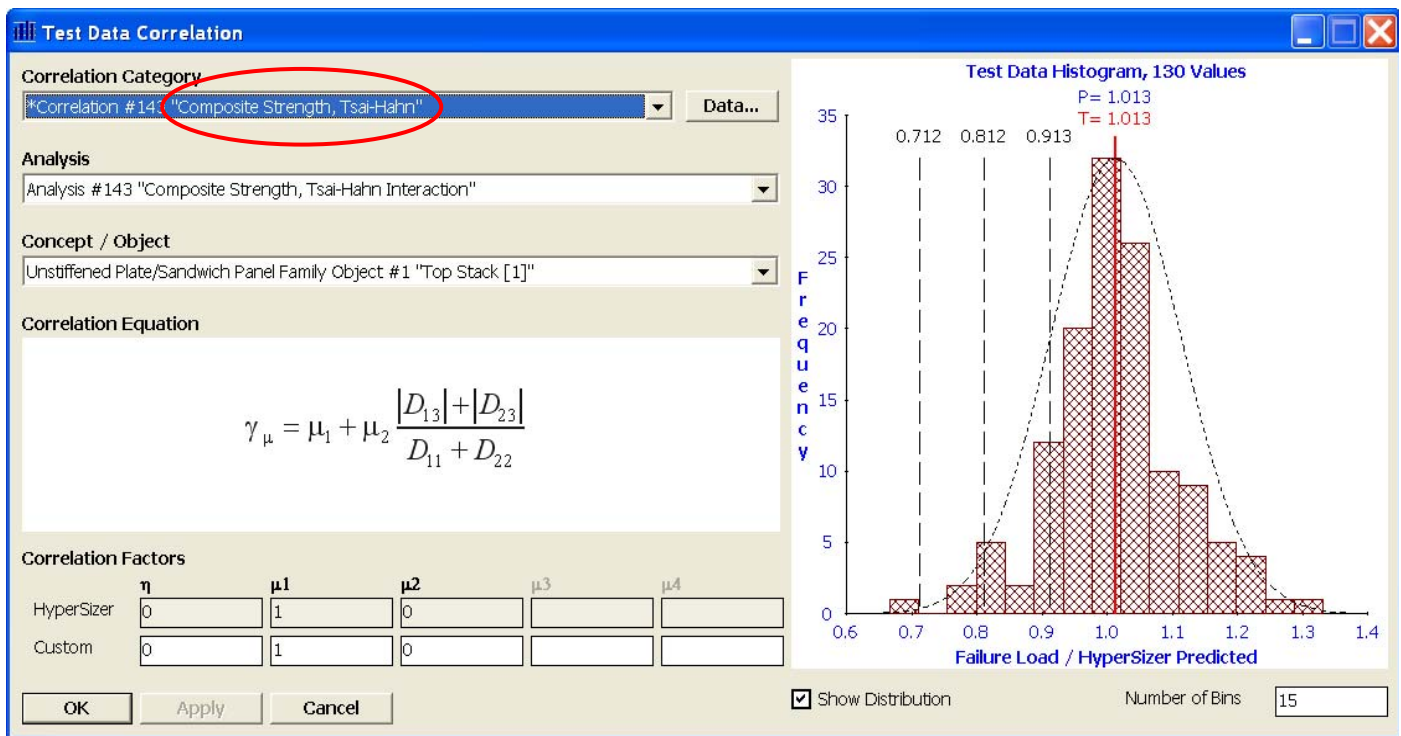 Test Data Correlation
Correlation Category
*Correlation #143 "Composite Strength, Tsai-Hahn"
Data...
Analysis
Analysis #143 "Composite Strength, Tsai-Hahn Interaction"
Concept / Object
Unstiffened Plate/Sandwich Panel Family Object #1 "Top Stack [1]"
Correlation Equation
γμ = μ1 + μ2 |D13|+|D23| / D11 + D22
Correlation Factors
η μ1 μ2 μ3 μ4
HyperSizer 0 1 0
Custom 0 1 0
OK Apply Cancel
Test Data Histogram, 130 Values
P= 1.013
T= 1.013
0.712 0.812 0.913
Frequency
35
30
25
20
15
10
5
0
0.6 0.7 0.8 0.9 1.0 1.1 1.2 1.3 1.4
Failure Load / HyperSizer Predicted
Show Distribution
Number of Bins 15